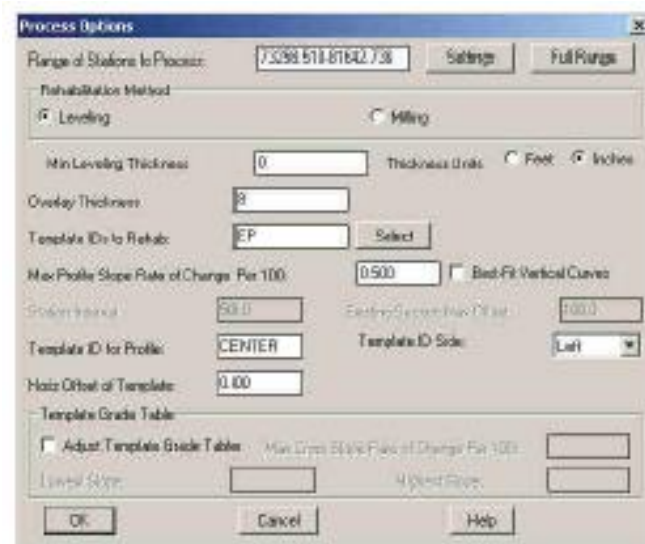 Process Options
Range of Stations to Process: 73298.510-81642.736 Settings Full Range
Rehabilitation Method
Leveling Milling
Min Leveling Thickness 0 Thickness Units Feet Inches
Overlay Thickness 8
Template IDs to Rehab: EP Select
Max Profile Slope Rate of Change Per 100: 0.500 Best-Fit Vertical Curves
Station Interval 50.0 Existing Section Max Offset 100.0
Template ID for Profile: CENTER Template ID Side: Left
Horiz Offset of Template: 0.100
Template Grade Table
Adjust Template Grade Tables Max Cross Slope Rate of Change Per 100:
Lowest Slope: Highest Slope:
OK Cancel Help